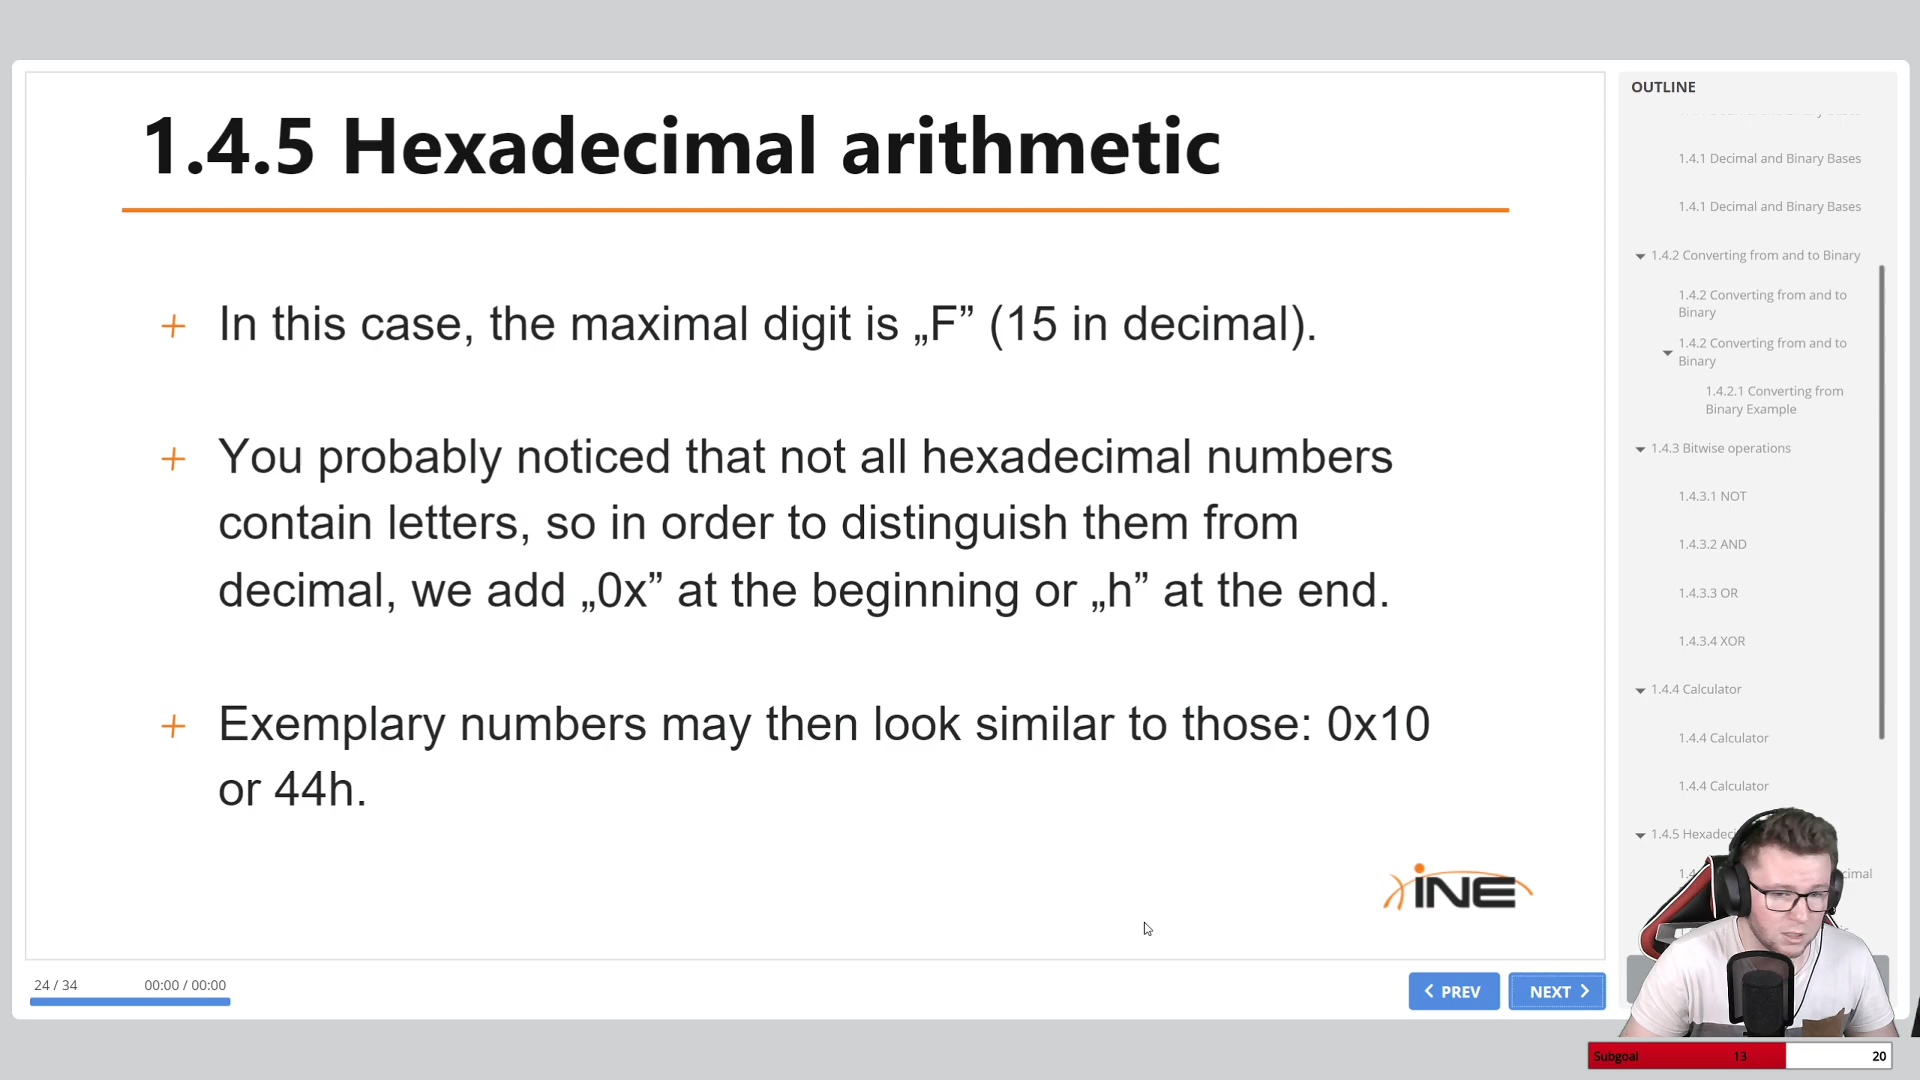 1.4.5 Hexadecimal arithmetic
+ In this case, the maximal digit is „F” (15 in decimal).
+ You probably noticed that not all hexadecimal numbers
contain letters, so in order to distinguish them from
decimal, we add „0x” at the beginning or „h” at the end.
+ Exemplary numbers may then look similar to those: 0x10
or 44h.
INE
24 / 34
00:00 / 00:00
PREV
NEXT
OUTLINE
1.4.1 Decimal and Binary Bases
1.4.1 Decimal and Binary Bases
1.4.2 Converting from and to Binary
1.4.2 Converting from and to
Binary
1.4.2 Converting from and to
Binary
1.4.2.1 Converting from
Binary Example
1.4.3 Bitwise operations
1.4.3.1 NOT
1.4.3.2 AND
1.4.3.3 OR
1.4.3.4 XOR
1.4.4 Calculator
1.4.4 Calculator
1.4.4 Calculator
1.4.5 Hexadeci
Subgoal 13 20